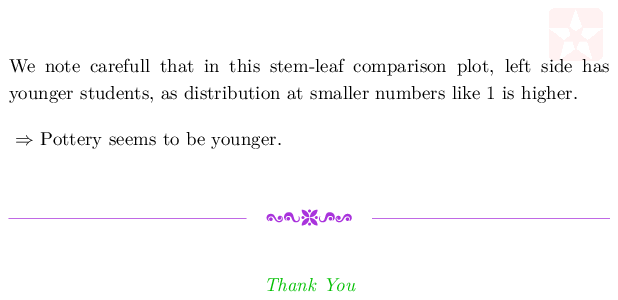 We note carefull that in this stem-leaf comparison plot, left side has
younger students, as distribution at smaller numbers like 1 is higher.
⇒ Pottery seems to be younger.
Thank You